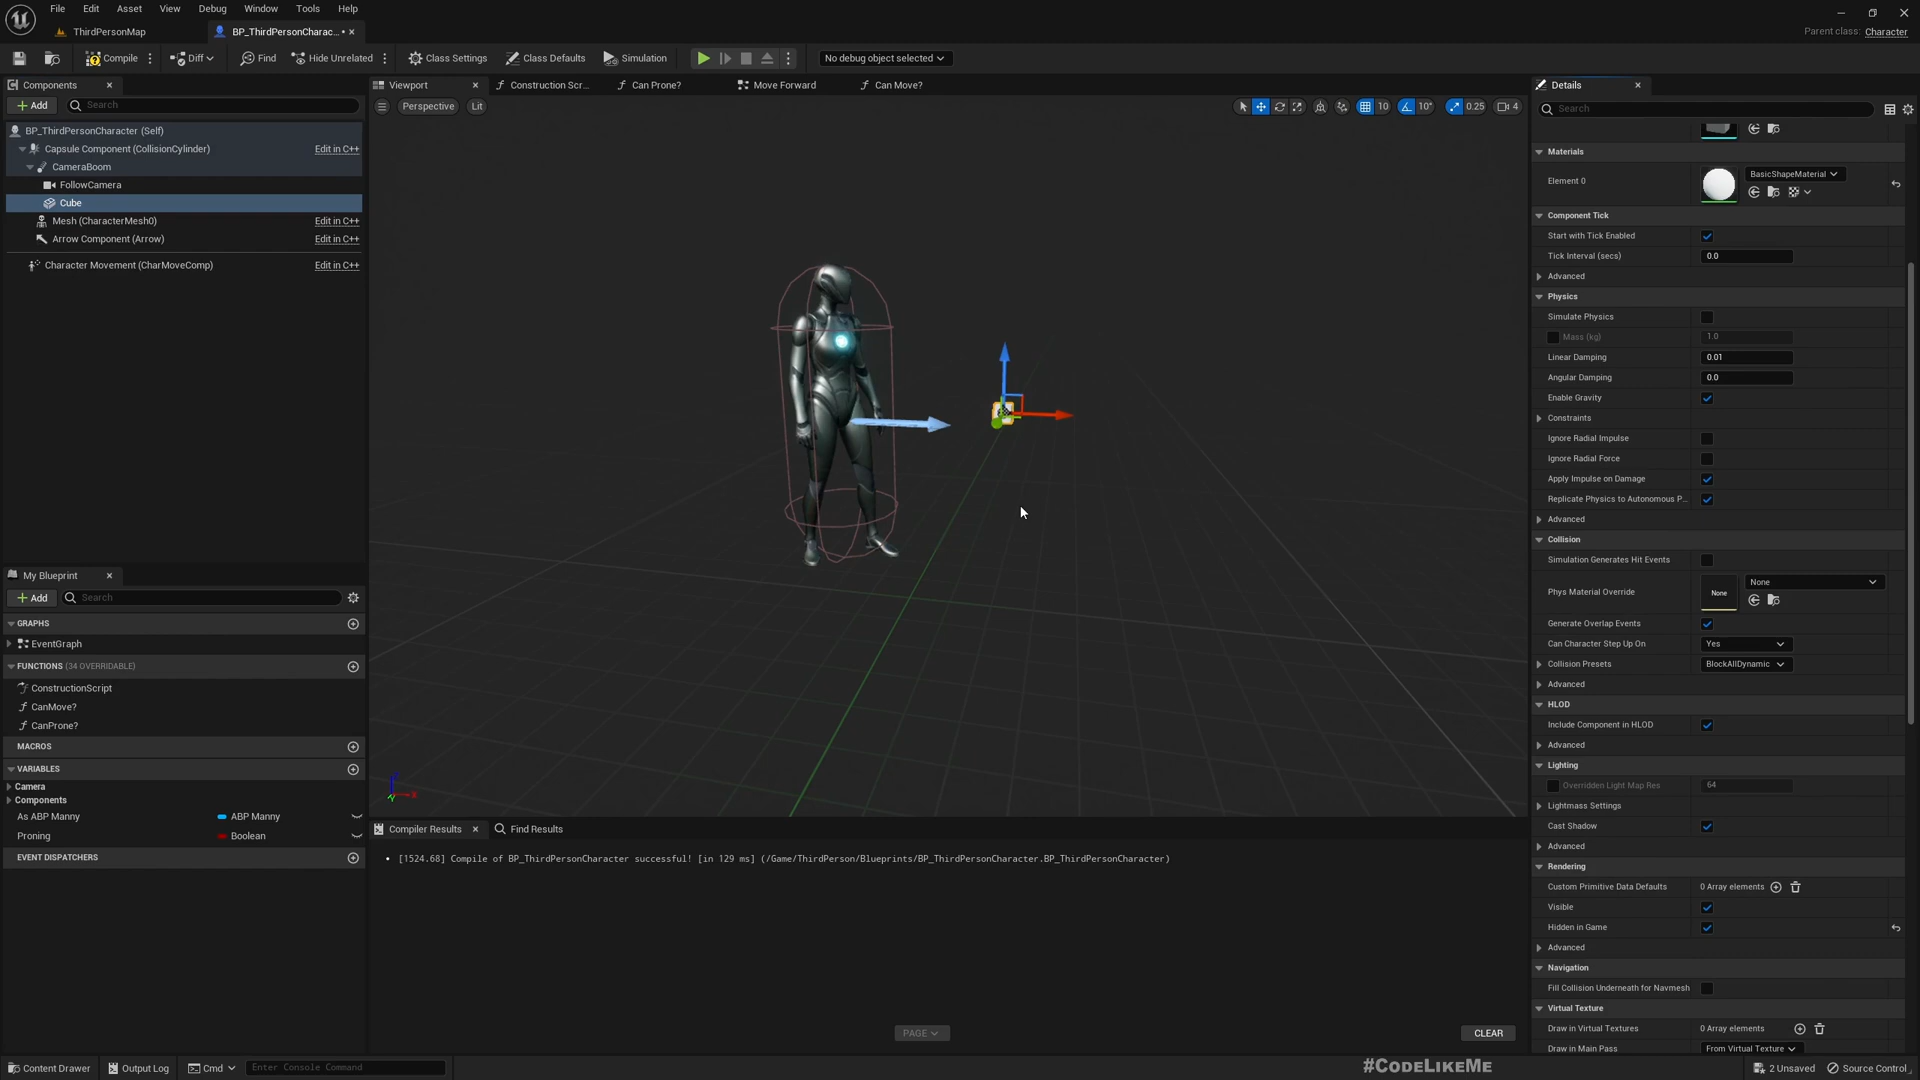 File Edit Asset View Debug Window Tools Help
ThirdPersonMap
BP_ThirdPersonCharac... •
Parent class: Character
Compile
Diff
Find
Hide Unrelated
Class Settings
Class Defaults
Simulation
No debug object selected
Components
Add
Search
BP_ThirdPersonCharacter (Self)
Capsule Component (CollisionCylinder) Edit in C++
CameraBoom
FollowCamera
Cube
Mesh (CharacterMesh0) Edit in C++
Arrow Component (Arrow) Edit in C++
Character Movement (CharMoveComp) Edit in C++
My Blueprint
Add
Search
GRAPHS
EventGraph
FUNCTIONS (34 OVERRIDABLE)
ConstructionScript
CanMove?
CanProne?
MACROS
VARIABLES
Camera
Components
As ABP Manny ABP Manny
Proning Boolean
EVENT DISPATCHERS
Viewport
Construction Scr...
Can Prone?
Move Forward
Can Move?
Perspective
Lit
10
10°
0.25
4
Compiler Results
Find Results
• [1524.68] Compile of BP_ThirdPersonCharacter successful! [in 129 ms] (/Game/ThirdPerson/Blueprints/BP_ThirdPersonCharacter.BP_ThirdPersonCharacter)
PAGE
CLEAR
Details
Search
Materials
Element 0 BasicShapeMaterial
Component Tick
Start with Tick Enabled
Tick Interval (secs) 0.0
Advanced
Physics
Simulate Physics
Mass (kg) 1.0
Linear Damping 0.01
Angular Damping 0.0
Enable Gravity
Constraints
Ignore Radial Impulse
Ignore Radial Force
Apply Impulse on Damage
Replicate Physics to Autonomous P...
Advanced
Collision
Simulation Generates Hit Events
Phys Material Override None None
Generate Overlap Events
Can Character Step Up On Yes
Collision Presets BlockAllDynamic
Advanced
HLOD
Include Component in HLOD
Advanced
Lighting
Overridden Light Map Res 64
Lightmass Settings
Cast Shadow
Advanced
Rendering
Custom Primitive Data Defaults 0 Array elements
Visible
Hidden in Game
Advanced
Navigation
Fill Collision Underneath for Navmesh
Virtual Texture
Draw in Virtual Textures 0 Array elements
Draw in Main Pass From Virtual Texture
Content Drawer
Output Log
Cmd
Enter Console Command
#CodeLikeMe
2 Unsaved
Source Control